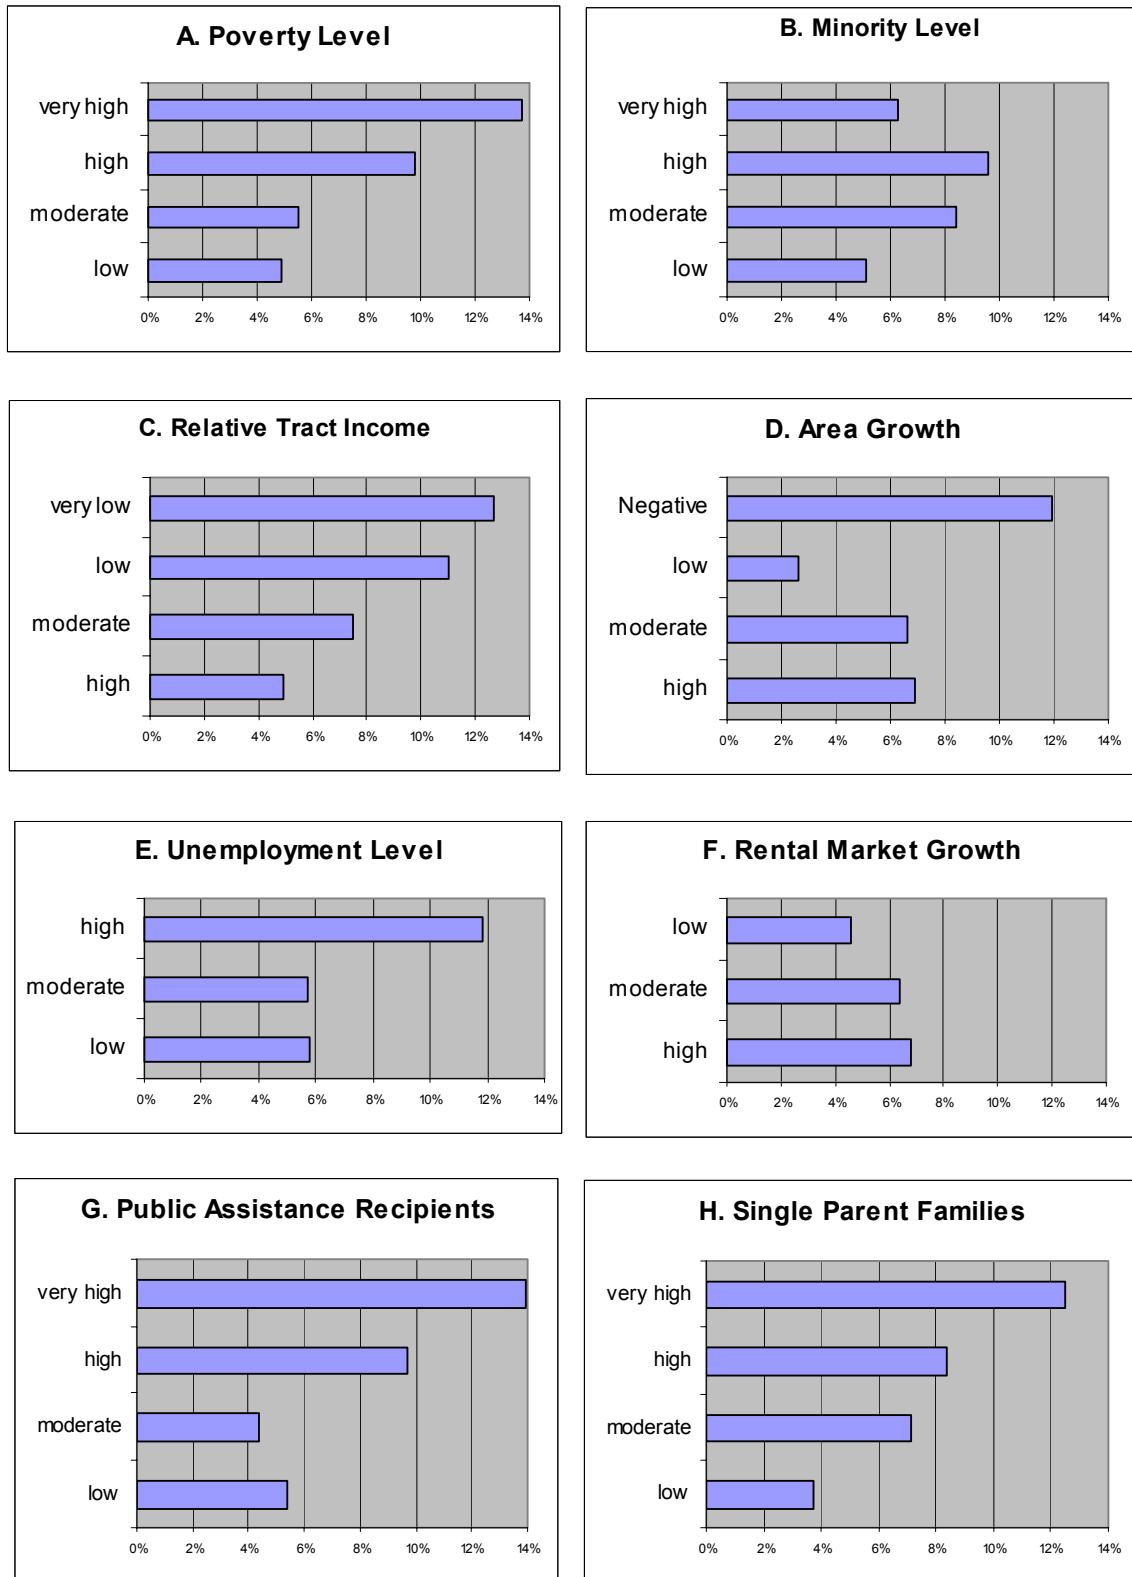 A. Poverty Level
very high
high
moderate
low
0% 2% 4% 6% 8% 10% 12% 14%
B. Minority Level
very high
high
moderate
low
0% 2% 4% 6% 8% 10% 12% 14%
C. Relative Tract Income
very low
low
moderate
high
0% 2% 4% 6% 8% 10% 12% 14%
D. Area Growth
Negative
low
moderate
high
0% 2% 4% 6% 8% 10% 12% 14%
E. Unemployment Level
high
moderate
low
0% 2% 4% 6% 8% 10% 12% 14%
F. Rental Market Growth
low
moderate
high
0% 2% 4% 6% 8% 10% 12% 14%
G. Public Assistance Recipients
very high
high
moderate
low
0% 2% 4% 6% 8% 10% 12% 14%
H. Single Parent Families
very high
high
moderate
low
0% 2% 4% 6% 8% 10% 12% 14%